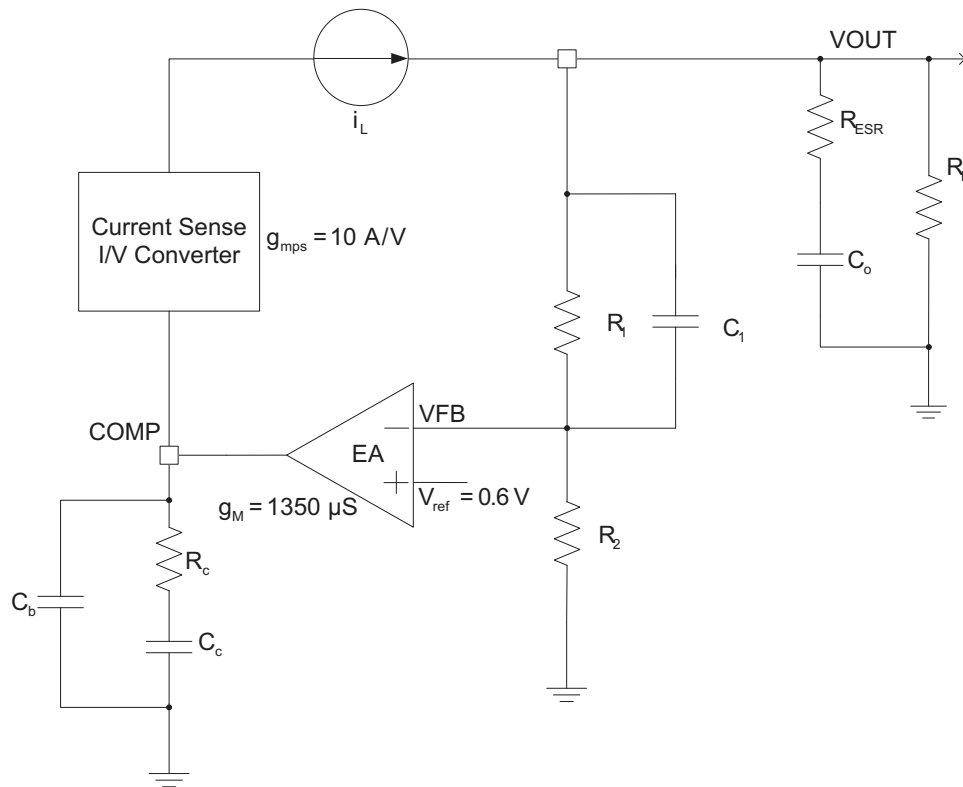 VOUT
i_L
R_ESR
Current Sense
I/V Converter
g_mps = 10 A/V
C_o
R_1
C_1
COMP
VFB
EA
g_M = 1350 µS
V_ref = 0.6 V
R_2
R_c
C_b
C_c